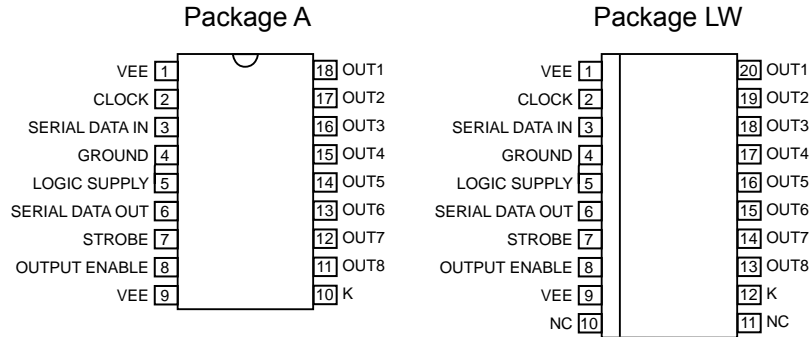 Package A
VEE 1 18 OUT1
CLOCK 2 17 OUT2
SERIAL DATA IN 3 16 OUT3
GROUND 4 15 OUT4
LOGIC SUPPLY 5 14 OUT5
SERIAL DATA OUT 6 13 OUT6
STROBE 7 12 OUT7
OUTPUT ENABLE 8 11 OUT8
VEE 9 10 K
Package LW
VEE 1 20 OUT1
CLOCK 2 19 OUT2
SERIAL DATA IN 3 18 OUT3
GROUND 4 17 OUT4
LOGIC SUPPLY 5 16 OUT5
SERIAL DATA OUT 6 15 OUT6
STROBE 7 14 OUT7
OUTPUT ENABLE 8 13 OUT8
VEE 9 12 K
NC 10 11 NC